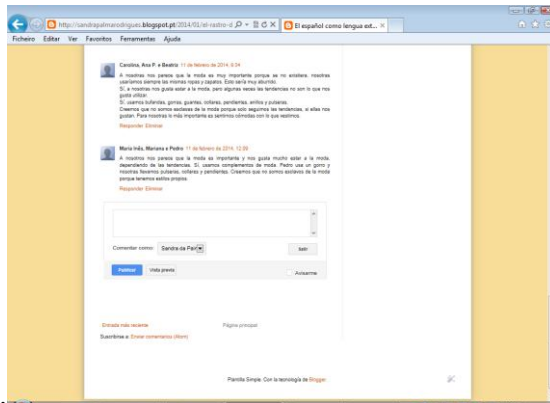 http://sandrapalmarodrigues.blogspot.pt/2014/01/el-rastro-d
El español como lengua ext...
Ficheiro Editar Ver Favoritos Ferramentas Ajuda
Carolina, Ana P. e Beatriz 11 de febrero de 2014, 9:04
A nosotras nos parece que la moda es muy importante porque se no existiera, nosotras
usaríamos siempre las mismas ropas y zapatos. Esto sería muy aburrido.
Sí, a nosotras nos gusta estar a la moda, pero algunas veces las tendencias no son lo que nos
gusta utilizar.
Sí, usamos bufandas, gorros, guantes, collares, pendientes, anillos y pulseras.
Creemos que no somos esclavas de la moda porque solo seguimos las tendencias, si ellas nos
gustan. Para nosotras lo más importante es sentirnos cómodas con lo que vestimos.
Responder Eliminar
Maria Inês, Mariana e Pedro 11 de febrero de 2014, 12:59
A nosotros nos parece que la moda es importante y nos gusta mucho estar a la moda,
dependiendo de las tendencias. Sí, usamos complementos de moda. Pedro usa un gorro y
nosotras llevamos pulseras, collares y pendientes. Creemos que no somos esclavos de la moda
porque tenemos estilos propios.
Responder Eliminar
Comentar como: Sandra da Palr
Salir
Publicar Vista previa
Avisarme
Entrada más reciente Página principal
Suscribirse a: Enviar comentarios (Atom)
Plantilla Simple. Con la tecnología de Blogger.